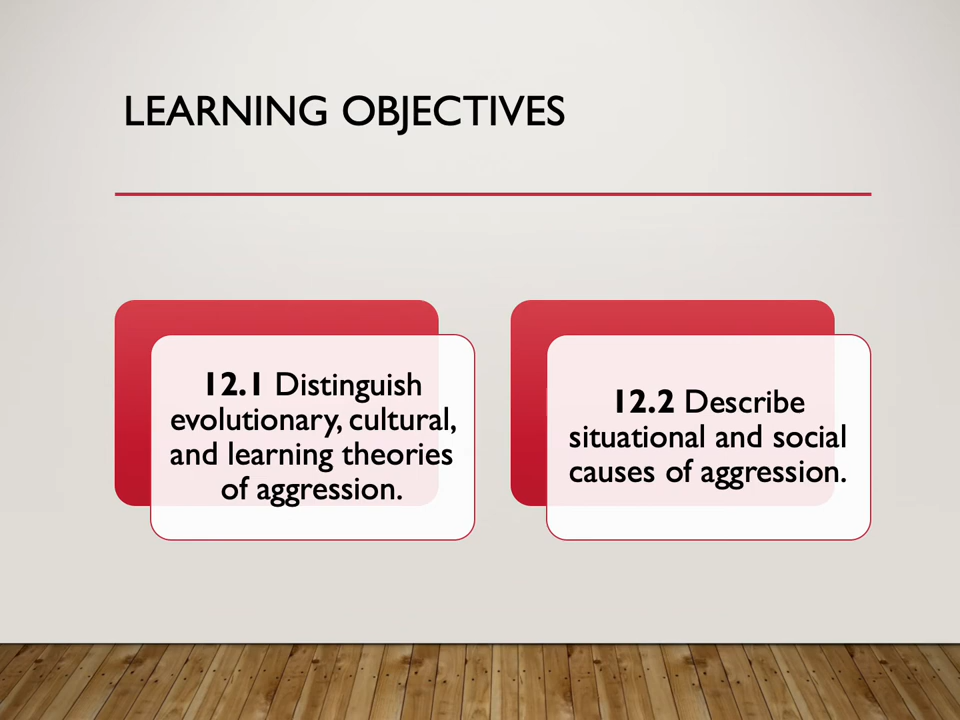 LEARNING OBJECTIVES
12.1 Distinguish
evolutionary, cultural,
and learning theories
of aggression.
12.2 Describe
situational and social
causes of aggression.